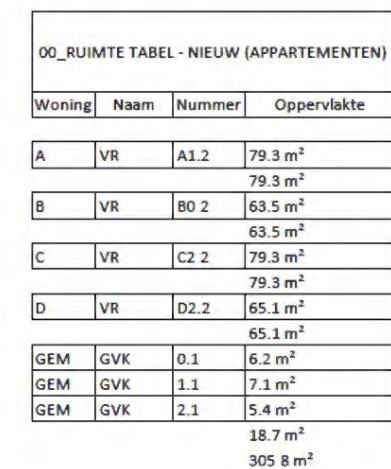 00_RUIMTE TABEL - NIEUW (APPARTEMENTEN)
Woning Naam Nummer Oppervlakte
A VR A1.2 79.3 m²
79.3 m²
B VR B0 2 63.5 m²
63.5 m²
C VR C2 2 79.3 m²
79.3 m²
D VR D2.2 65.1 m²
65.1 m²
GEM GVK 0.1 6.2 m²
GEM GVK 1.1 7.1 m²
GEM GVK 2.1 5.4 m²
18.7 m²
305 8 m²